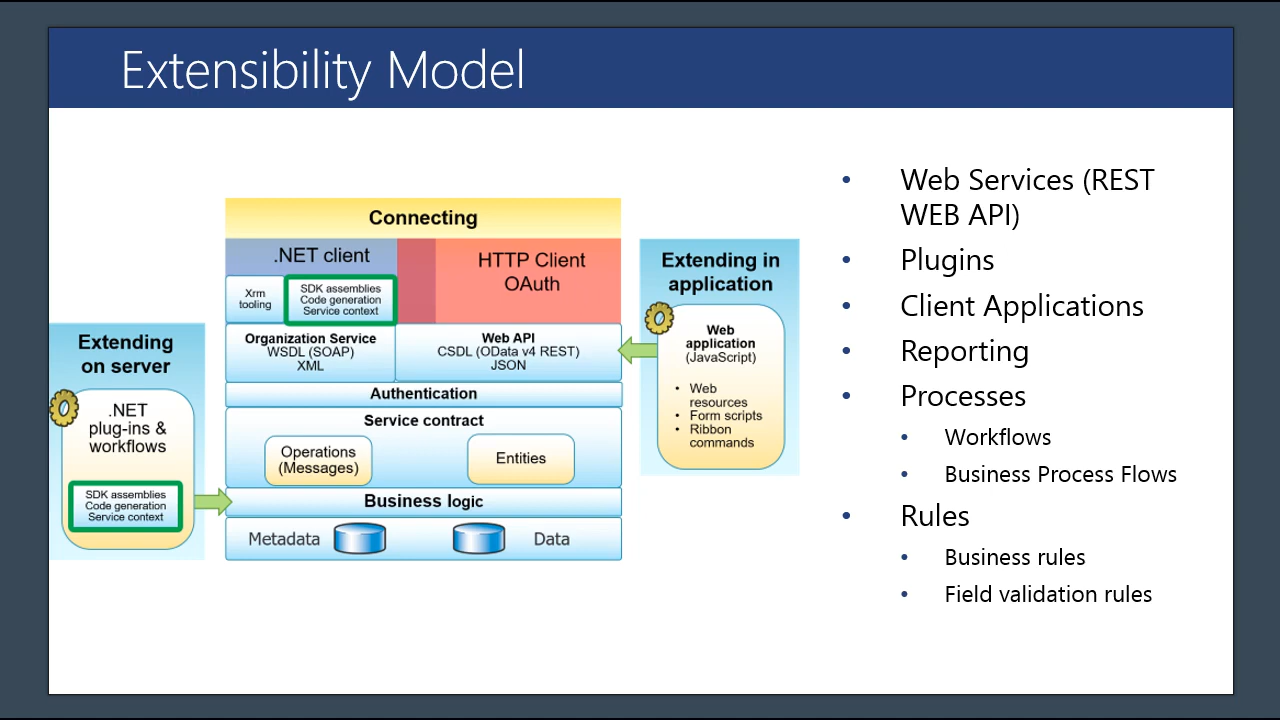 Extensibility Model
Connecting
.NET client
HTTP Client
OAuth
Xrm
tooling
SDK assemblies
Code generation
Service context
Organization Service
WSDL (SOAP)
XML
Web API
CSDL (OData v4 REST)
JSON
Authentication
Service contract
Operations
(Messages)
Entities
Business logic
Metadata
Data
Extending
on server
.NET
plug-ins &
workflows
SDK assemblies
Code generation
Service context
Extending in
application
Web
application
(JavaScript)
• Web
resources
• Form scripts
• Ribbon
commands
• Web Services (REST
WEB API)
• Plugins
• Client Applications
• Reporting
• Processes
• Workflows
• Business Process Flows
• Rules
• Business rules
• Field validation rules